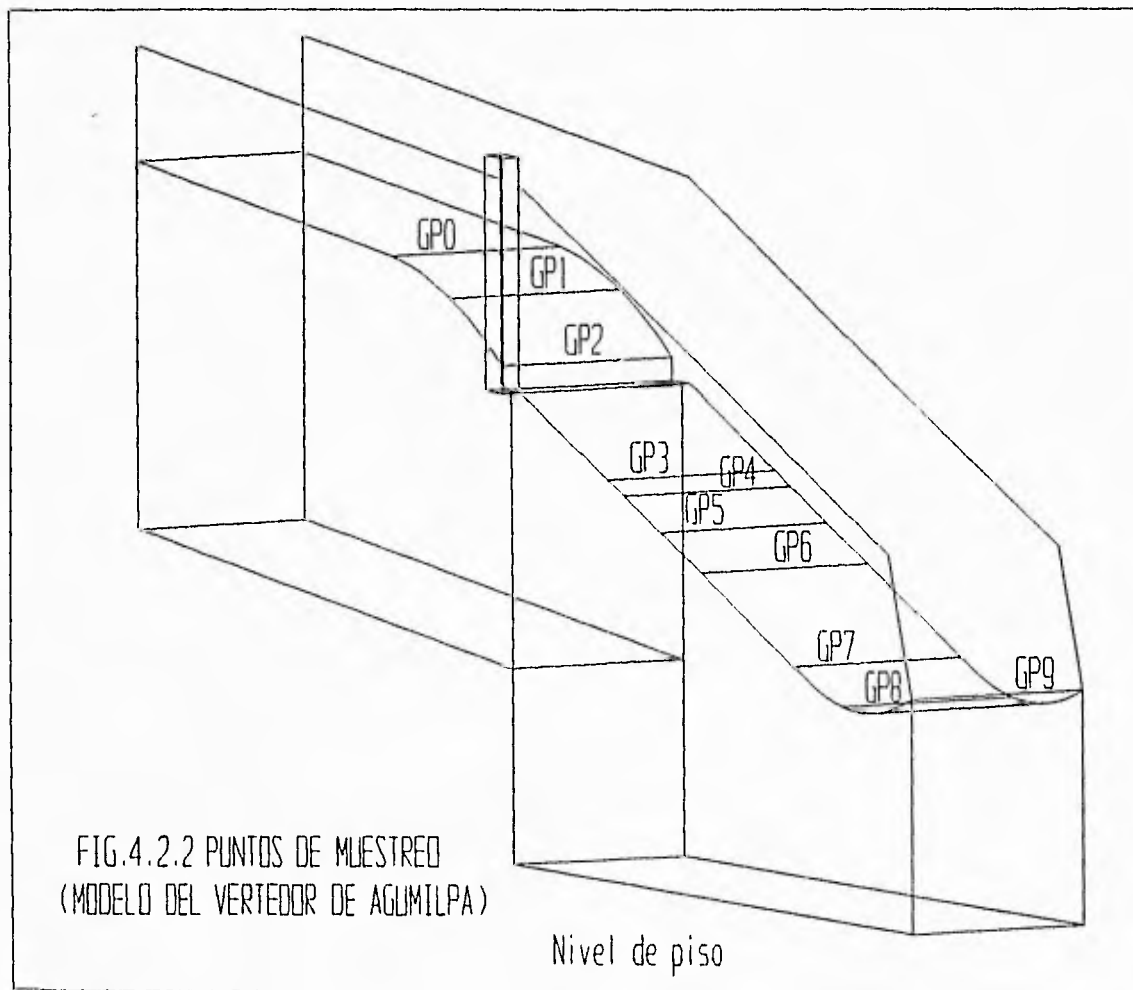 GP0
GP1
GP2
GP3
GP4
GP5
GP6
GP7
GP8
GP9
FIG.4.2.2 PUNTOS DE MUESTREO
(MODELO DEL VERTEDOR DE AGUMILPA)
Nivel de piso